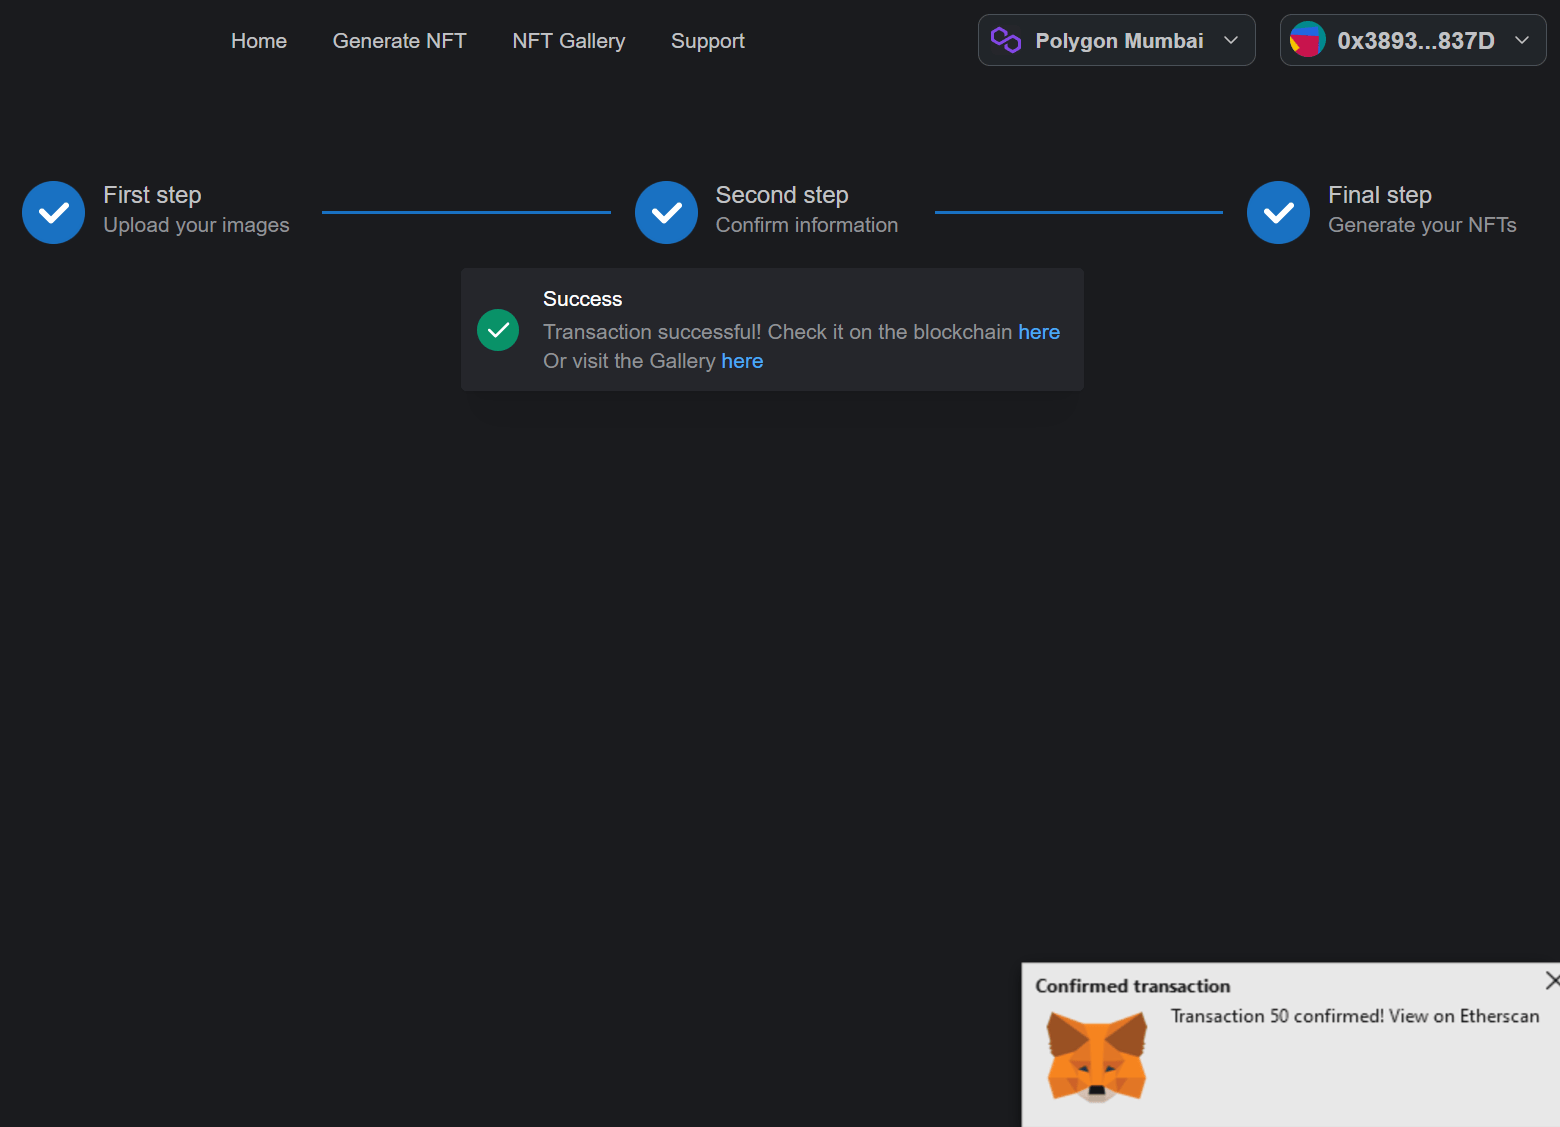 Home Generate NFT NFT Gallery Support Polygon Mumbai 0x3893...837D
First step
Upload your images
Second step
Confirm information
Final step
Generate your NFTs
Success
Transaction successful! Check it on the blockchain here
Or visit the Gallery here
Confirmed transaction
Transaction 50 confirmed! View on Etherscan